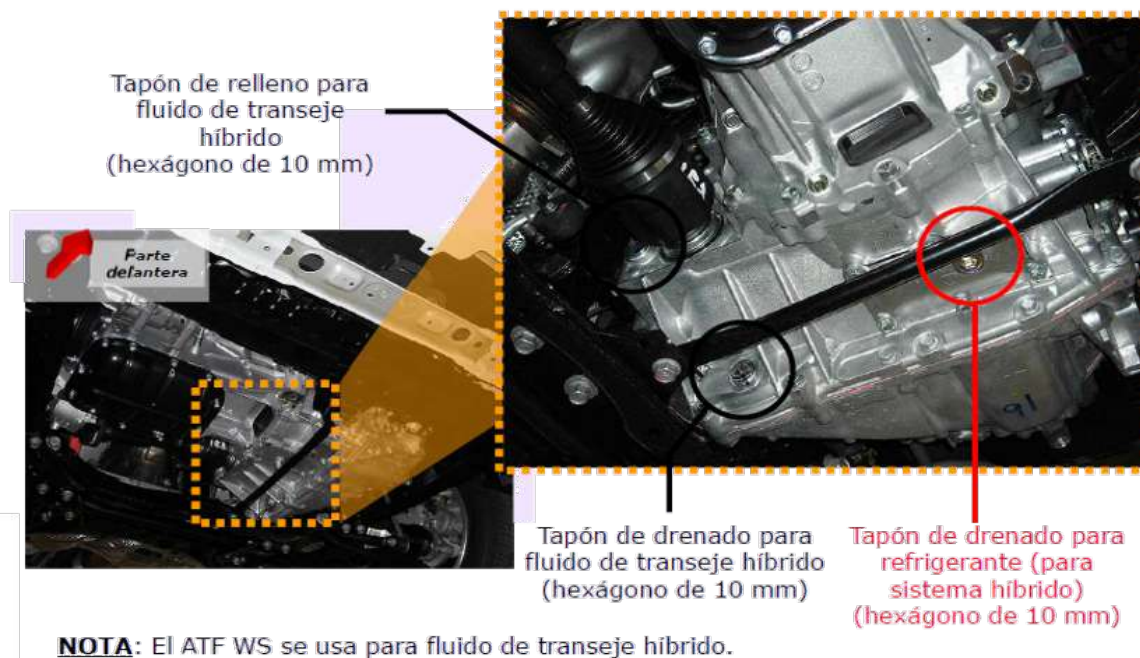 Tapón de relleno para
fluido de transeje
híbrido
(hexágono de 10 mm)
Parte
delantera
91
Tapón de drenado para
fluido de transeje híbrido
(hexágono de 10 mm)
Tapón de drenado para
refrigerante (para
sistema híbrido)
(hexágono de 10 mm)
NOTA: El ATF WS se usa para fluido de transeje híbrido.